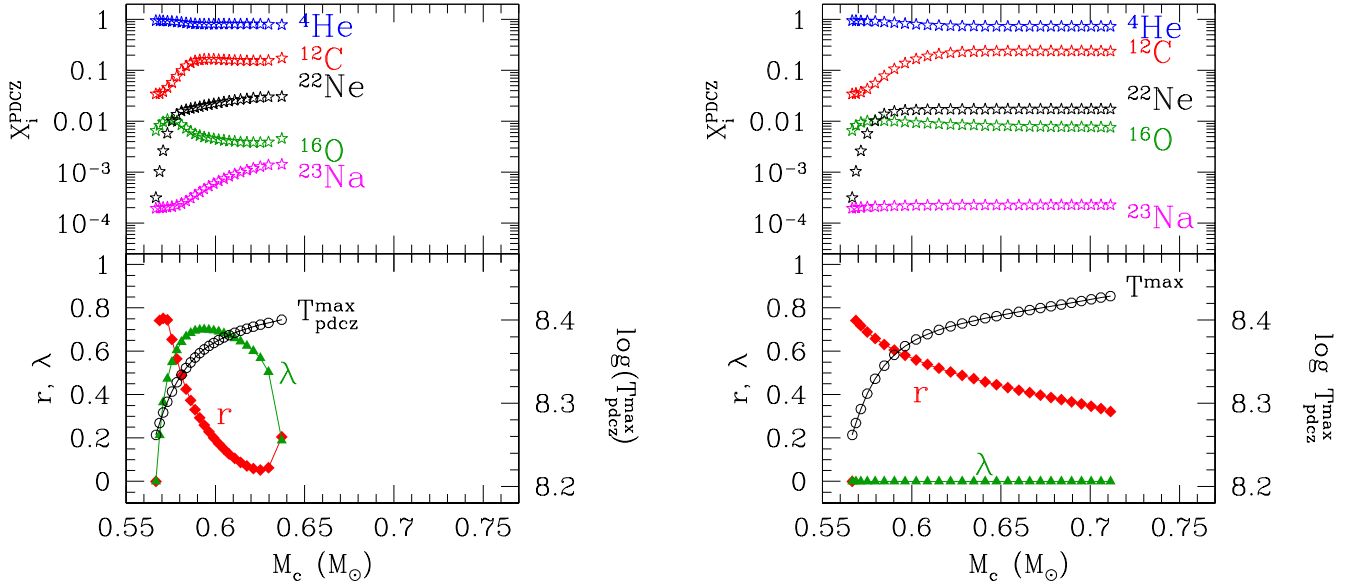 1
0.1
0.01
10⁻³
10⁻⁴
X_i^PDCZ
⁴He
¹²C
²²Ne
¹⁶O
²³Na
1
0.8
0.6
0.4
0.2
0
r, λ
T_pdcz^max
λ
r
8.4
8.3
8.2
log(T_pdcz^max)
0.55 0.6 0.65 0.7
M_c (M_⊙)
1
0.1
0.01
10⁻³
10⁻⁴
X_i^PDCZ
⁴He
¹²C
²²Ne
¹⁶O
²³Na
1
0.8
0.6
0.4
0.2
0
r, λ
T^max
r
λ
8.4
8.3
8.2
log T_pdcz^max
0.55 0.6 0.65 0.7 0.75
M_c (M_⊙)